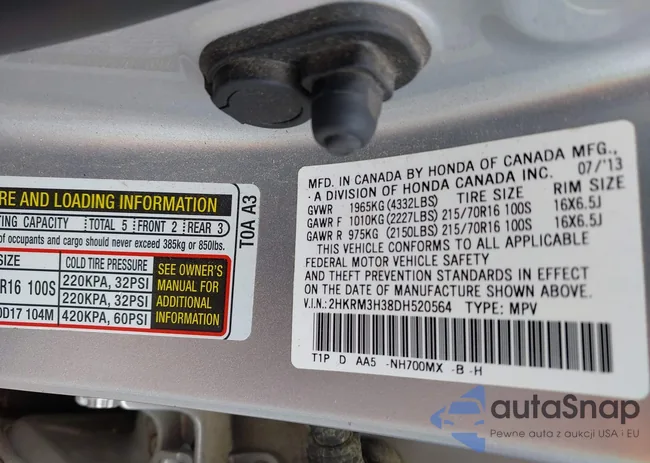 RE AND LOADING INFORMATION
TING CAPACITY TOTAL 5 FRONT 2 REAR 3
of occupants and cargo should never exceed 385kg or 850lbs.
SIZE COLD TIRE PRESSURE SEE OWNER'S
MANUAL FOR
ADDITIONAL
INFORMATION
R16 100S 220KPA, 32PSI
220KPA, 32PSI
0D17 104M 420KPA, 60PSI
TOA A3
MFD. IN CANADA BY HONDA OF CANADA MFG.,
A DIVISION OF HONDA CANADA INC. 07/'13
GVWR 1965KG (4332LBS) TIRE SIZE RIM SIZE
GAWR F 1010KG (2227LBS) 215/70R16 100S 16X6.5J
GAWR R 975KG (2150LBS) 215/70R16 100S 16X6.5J
THIS VEHICLE CONFORMS TO ALL APPLICABLE
FEDERAL MOTOR VEHICLE SAFETY
AND THEFT PREVENTION STANDARDS IN EFFECT
ON THE DATE OF MANUFACTURE SHOWN ABOVE.
V.I.N: 2HKRM3H38DH520564 TYPE: MPV
T1P D AA5 -NH700MX -B -H
autaSnap
Pewne auta z aukcji USA i EU